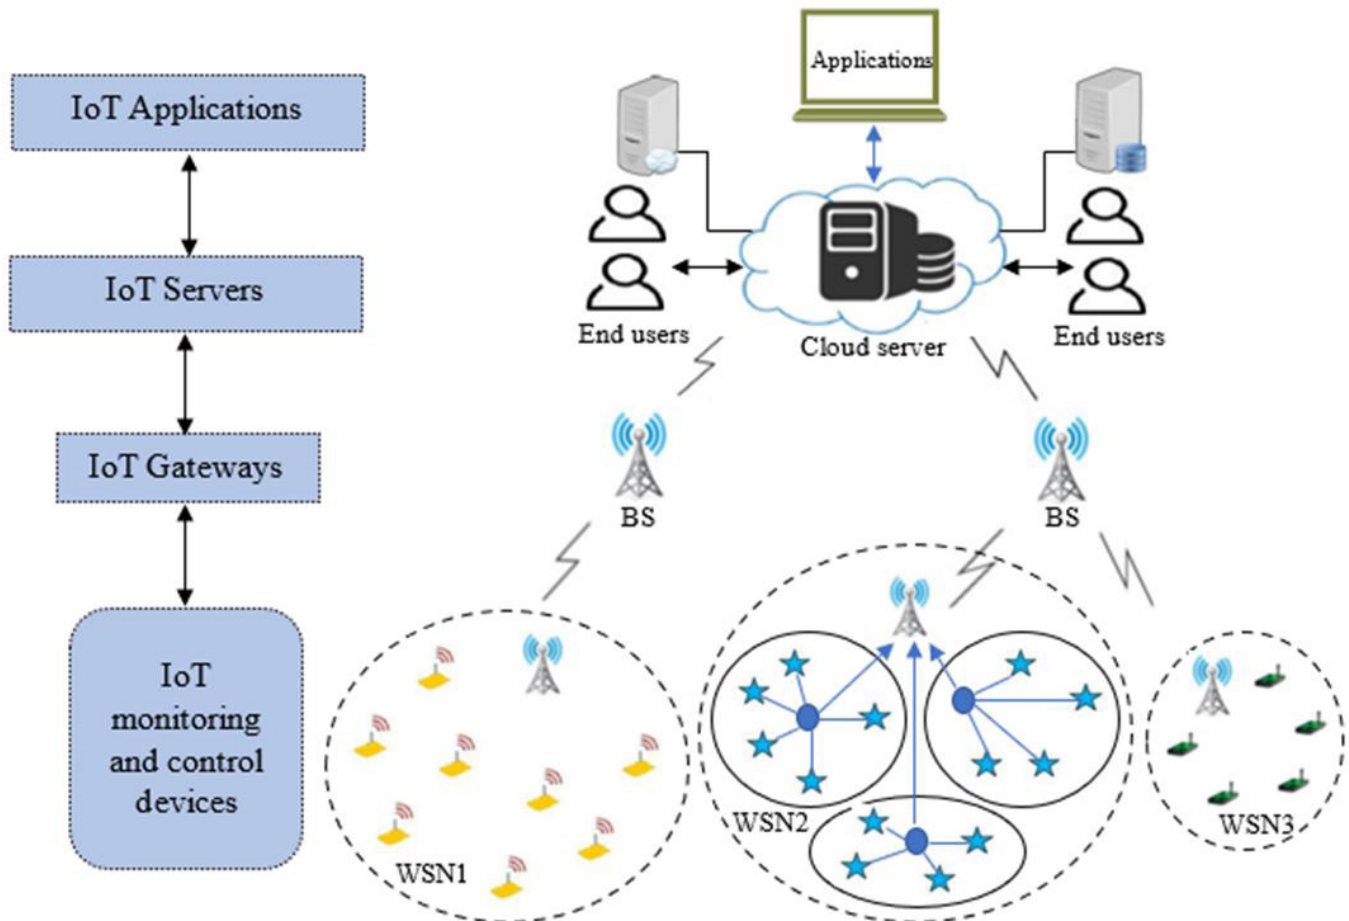 IoT Applications
IoT Servers
IoT Gateways
IoT
monitoring
and control
devices
Applications
End users
Cloud server
End users
BS
BS
WSN1
WSN2
WSN3